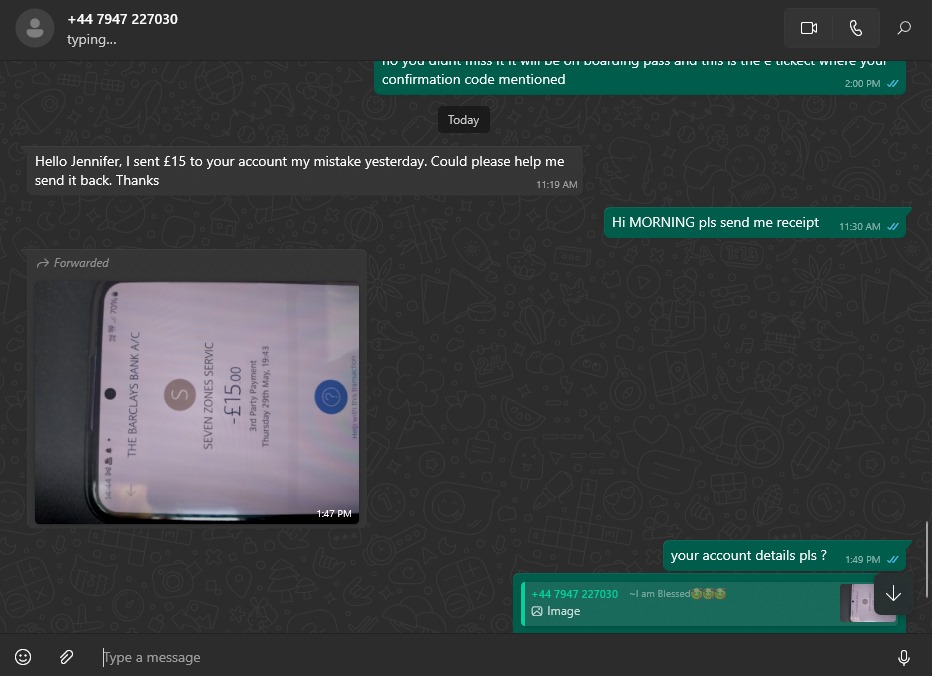 +44 7947 227030
typing...
no you didnt miss it it will be on boarding pass and this is the e tickect where your
confirmation code mentioned
2:00 PM
Today
Hello Jennifer, I sent £15 to your account my mistake yesterday. Could please help me
send it back. Thanks
11:19 AM
Hi MORNING pls send me receipt
11:30 AM
Forwarded
14:44
70%
THE BARCLAYS BANK A/C
S
SEVEN ZONES SERVIC
-£15.00
3rd Party Payment
Thursday 29th May, 19:43
Help with this transaction
1:47 PM
your account details pls ?
1:49 PM
+44 7947 227030 ~I am Blessed😂😂😂
Image
Type a message